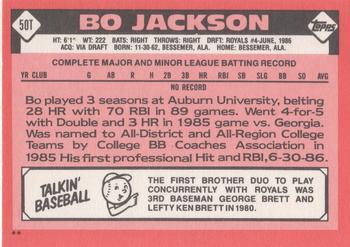 50T
BO JACKSON
topps
HT: 6'1" WT: 222 BATS: RIGHT THROWS: RIGHT DRFT: ROYALS #4-JUNE, 1986
ACQ: VIA DRAFT BORN: 11-30-62, BESSEMER, ALA. HOME: BESSEMER, ALA.
COMPLETE MAJOR AND MINOR LEAGUE BATTING RECORD
YR CLUB G AB R H 2B 3B HR RBI SB SLG BB SO AVG
NO RECORD
Bo played 3 seasons at Auburn University, belting
28 HR with 70 RBI in 89 games. Went 4-for-5
with Double and 3 HR in 1985 game vs. Georgia.
Was named to All-District and All-Region College
Teams by College BB Coaches Association in
1985 His first professional Hit and RBI, 6-30-86.
TALKIN' BASEBALL
THE FIRST BROTHER DUO TO PLAY
CONCURRENTLY WITH ROYALS WAS
3RD BASEMAN GEORGE BRETT AND
LEFTY KEN BRETT IN 1980.
**